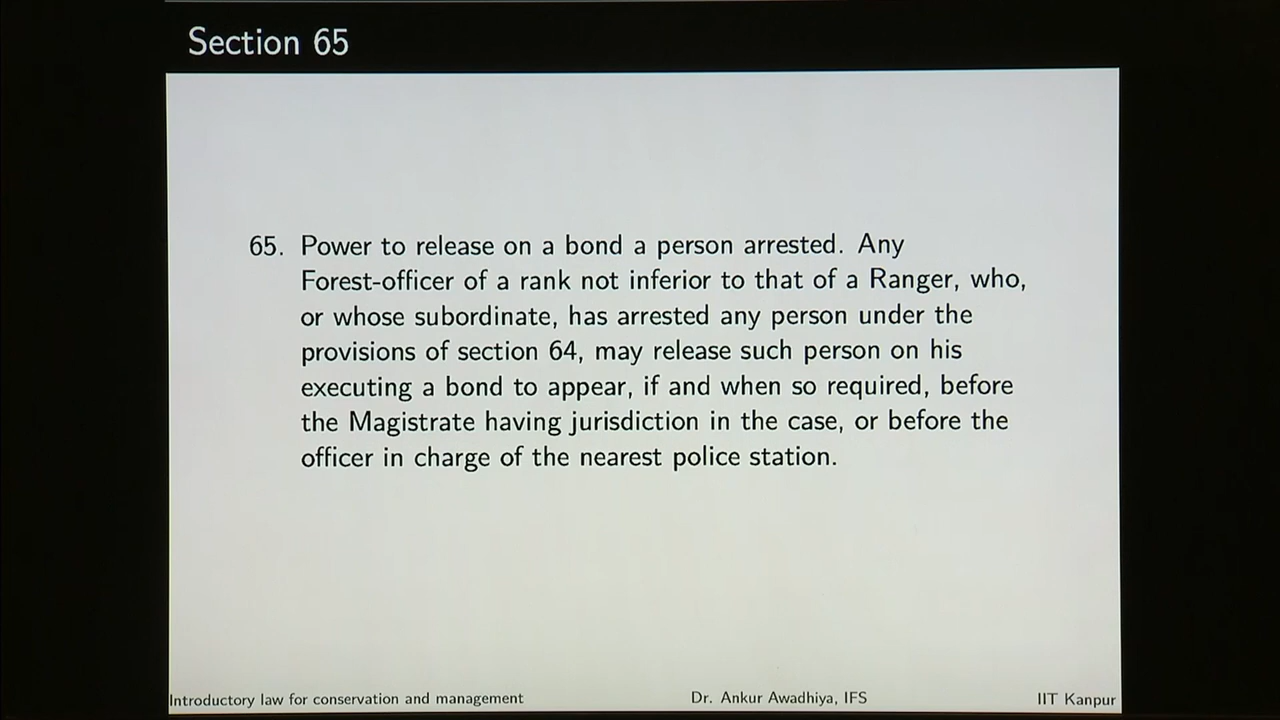 Section 65
65. Power to release on a bond a person arrested. Any
Forest-officer of a rank not inferior to that of a Ranger, who,
or whose subordinate, has arrested any person under the
provisions of section 64, may release such person on his
executing a bond to appear, if and when so required, before
the Magistrate having jurisdiction in the case, or before the
officer in charge of the nearest police station.
Introductory law for conservation and management Dr. Ankur Awadhiya, IFS IIT Kanpur